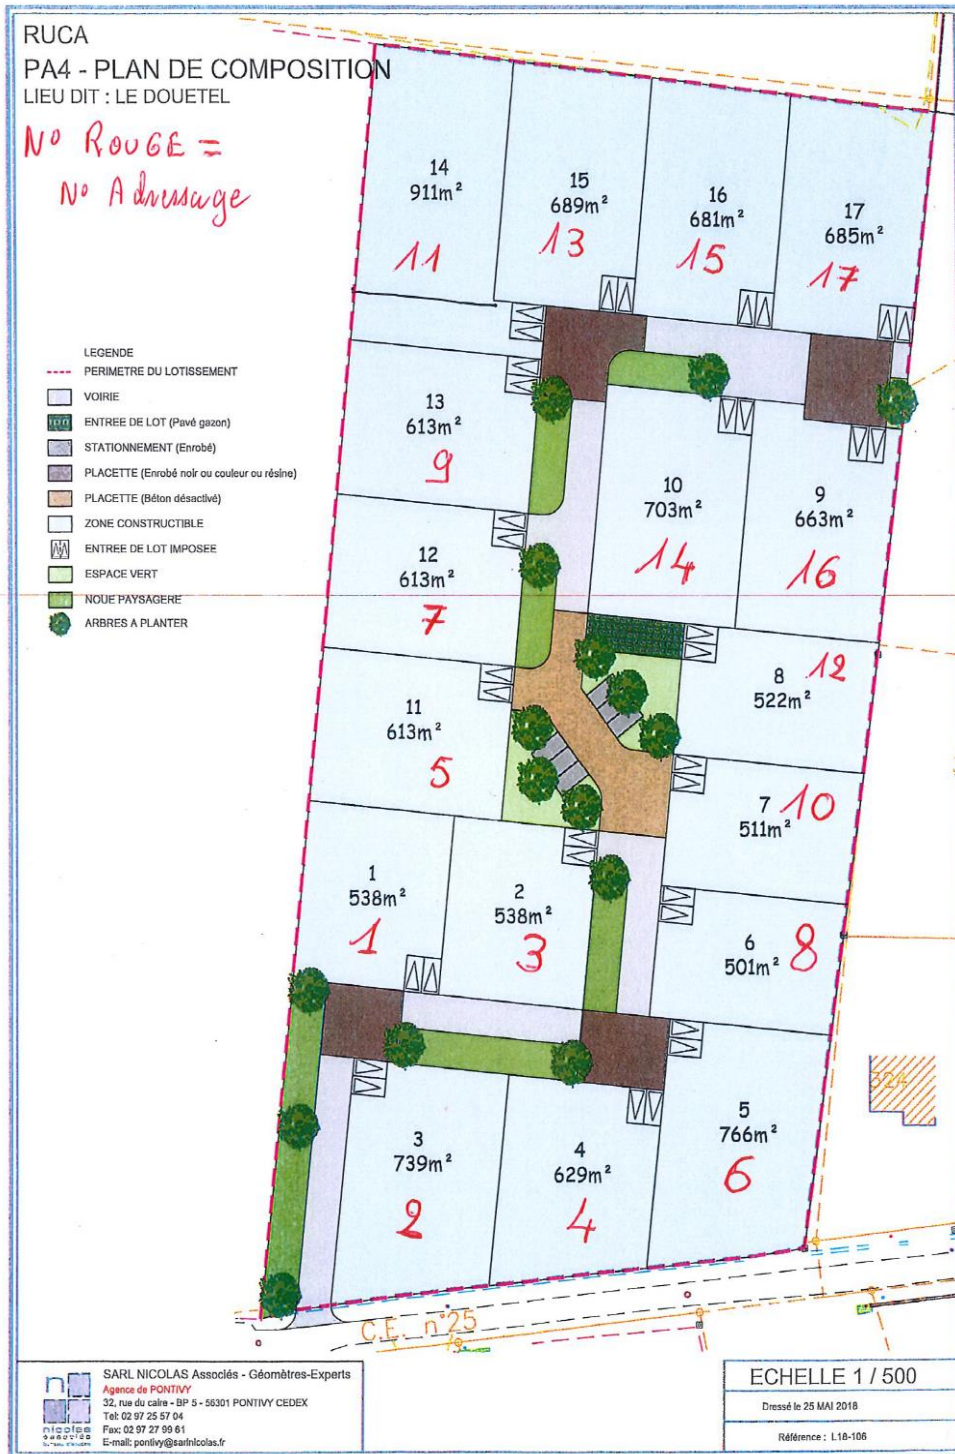 RUCA
PA4 - PLAN DE COMPOSITION
LIEU DIT : LE DOUETEL
N° ROUGE =
N° Adressage
14
911m²
11
15
689m²
13
16
681m²
15
17
685m²
17
LEGENDE
PERIMETRE DU LOTISSEMENT
VOIRIE
ENTREE DE LOT (Pavé gazon)
STATIONNEMENT (Enrobé)
PLACETTE (Enrobé noir ou couleur ou résine)
PLACETTE (Béton désactivé)
ZONE CONSTRUCTIBLE
ENTREE DE LOT IMPOSEE
ESPACE VERT
NOUE PAYSAGERE
ARBRES A PLANTER
13
613m²
9
10
703m²
14
9
663m²
16
12
613m²
7
8
522m²
12
11
613m²
5
7
511m²
10
1
538m²
1
2
538m²
3
6
501m²
8
324
3
739m²
2
4
629m²
4
5
766m²
6
C.E. n°25
n
nicolas
associés
SARL NICOLAS Associés - Géomètres-Experts
Agence de PONTIVY
32, rue du caire - BP 5 - 56301 PONTIVY CEDEX
Tel: 02 97 25 57 04
Fax: 02 97 27 99 61
E-mail: pontivy@sarlnicolas.fr
ECHELLE 1 / 500
Dressé le 25 MAI 2018
Référence : L18-106